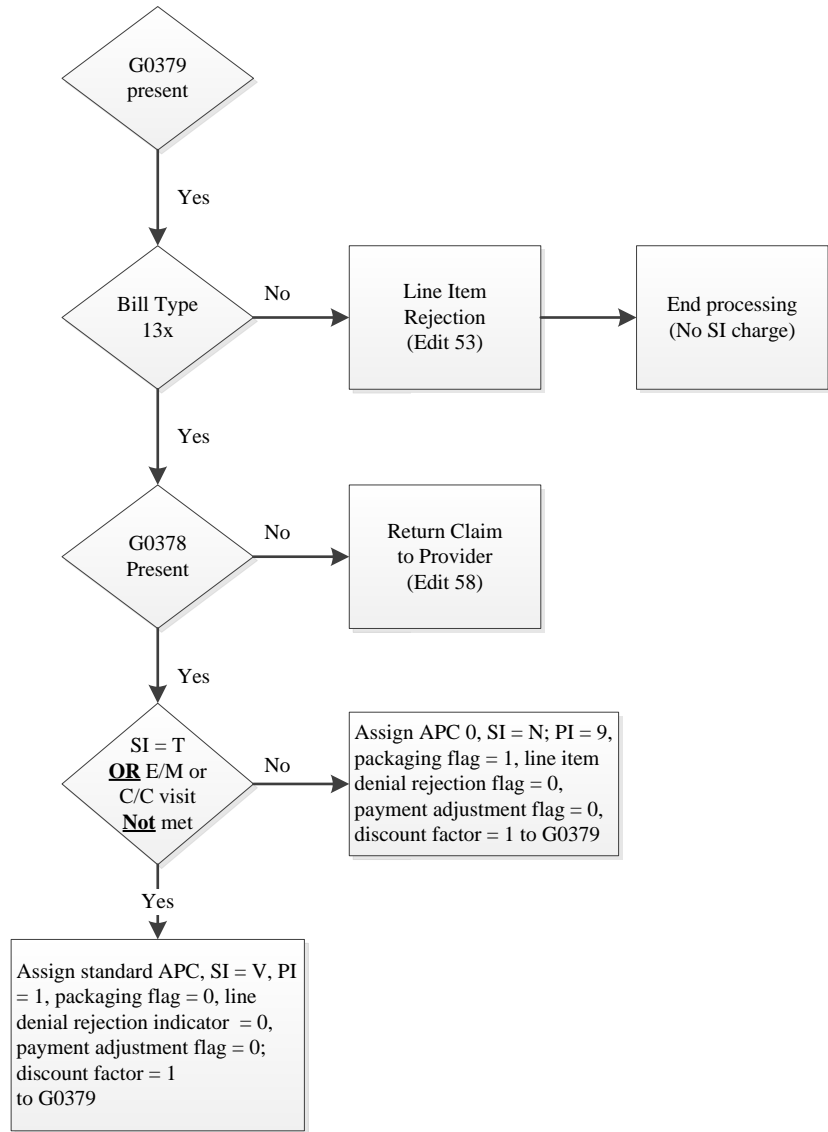 G0379
present
Yes
Bill Type
13x
No
Line Item
Rejection
(Edit 53)
End processing
(No SI charge)
Yes
G0378
Present
No
Return Claim
to Provider
(Edit 58)
Yes
SI = T
OR E/M or
C/C visit
Not met
No
Assign APC 0, SI = N; PI = 9,
packaging flag = 1, line item
denial rejection flag = 0,
payment adjustment flag = 0,
discount factor = 1 to G0379
Yes
Assign standard APC, SI = V, PI
= 1, packaging flag = 0, line
denial rejection indicator = 0,
payment adjustment flag = 0;
discount factor = 1
to G0379